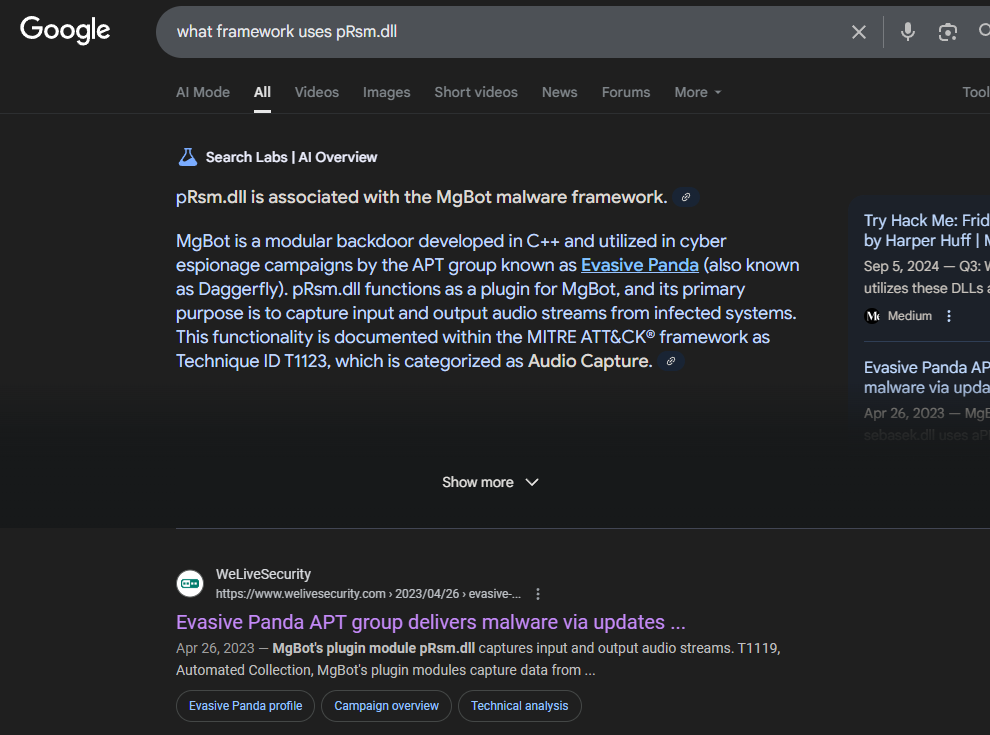 Google
what framework uses pRsm.dll
AI Mode All Videos Images Short videos News Forums More
Search Labs | AI Overview
pRsm.dll is associated with the MgBot malware framework.
MgBot is a modular backdoor developed in C++ and utilized in cyber
espionage campaigns by the APT group known as Evasive Panda (also known
as Daggerfly). pRsm.dll functions as a plugin for MgBot, and its primary
purpose is to capture input and output audio streams from infected systems.
This functionality is documented within the MITRE ATT&CK® framework as
Technique ID T1123, which is categorized as Audio Capture.
Try Hack Me:
by Harper Huff |
Sep 5, 2024 — Q3:
utilizes these DLLs
Medium
Evasive Panda
malware via
Apr 26, 2023 —
sebasek.dll uses
Show more
WeLiveSecurity
https://www.welivesecurity.com › 2023/04/26 › evasive-...
Evasive Panda APT group delivers malware via updates ...
Apr 26, 2023 — MgBot's plugin module pRsm.dll captures input and output audio streams. T1119,
Automated Collection, MgBot's plugin modules capture data from ...
Evasive Panda profile
Campaign overview
Technical analysis